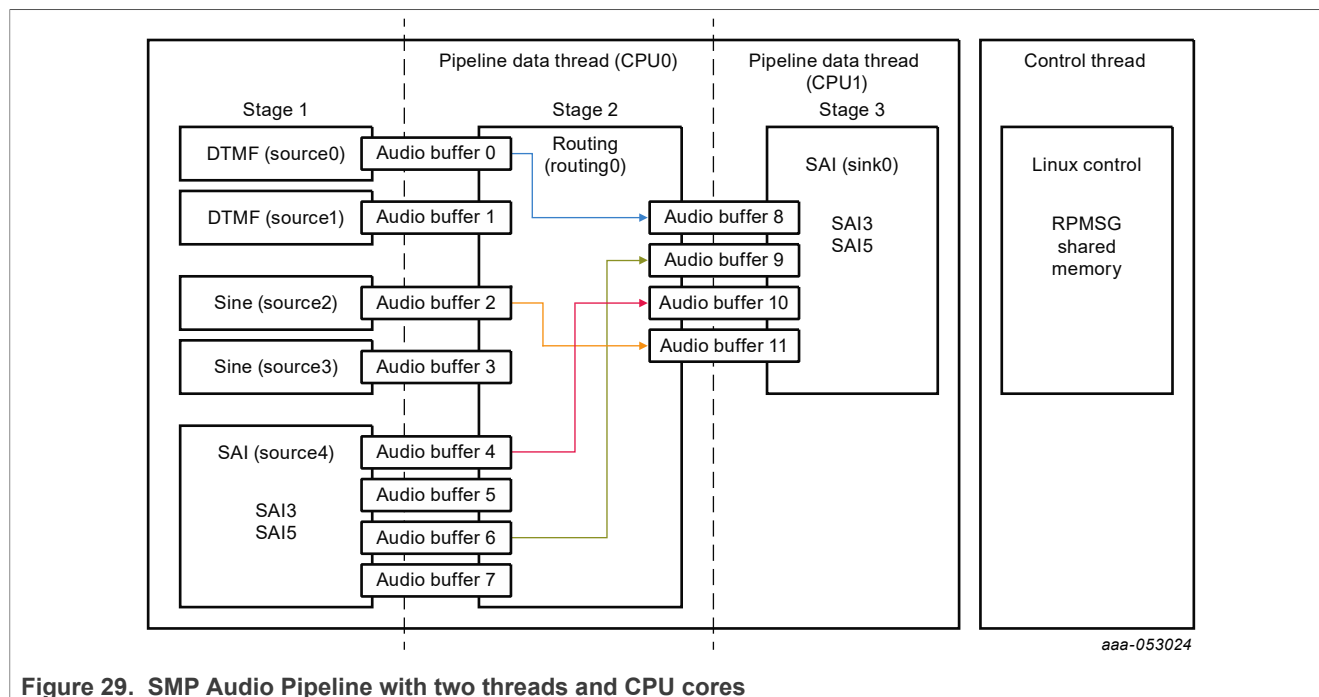 Pipeline data thread (CPU0)
Pipeline data thread
(CPU1)
Control thread
Stage 1
Stage 2
Stage 3
DTMF (source0)
Audio buffer 0
Routing
(routing0)
SAI (sink0)
Linux control
DTMF (source1)
Audio buffer 1
Audio buffer 8
SAI3
SAI5
RPMSG
shared
memory
Audio buffer 9
Sine (source2)
Audio buffer 2
Audio buffer 10
Audio buffer 11
Sine (source3)
Audio buffer 3
SAI (source4)
Audio buffer 4
SAI3
SAI5
Audio buffer 5
Audio buffer 6
Audio buffer 7
aaa-053024
Figure 29. SMP Audio Pipeline with two threads and CPU cores